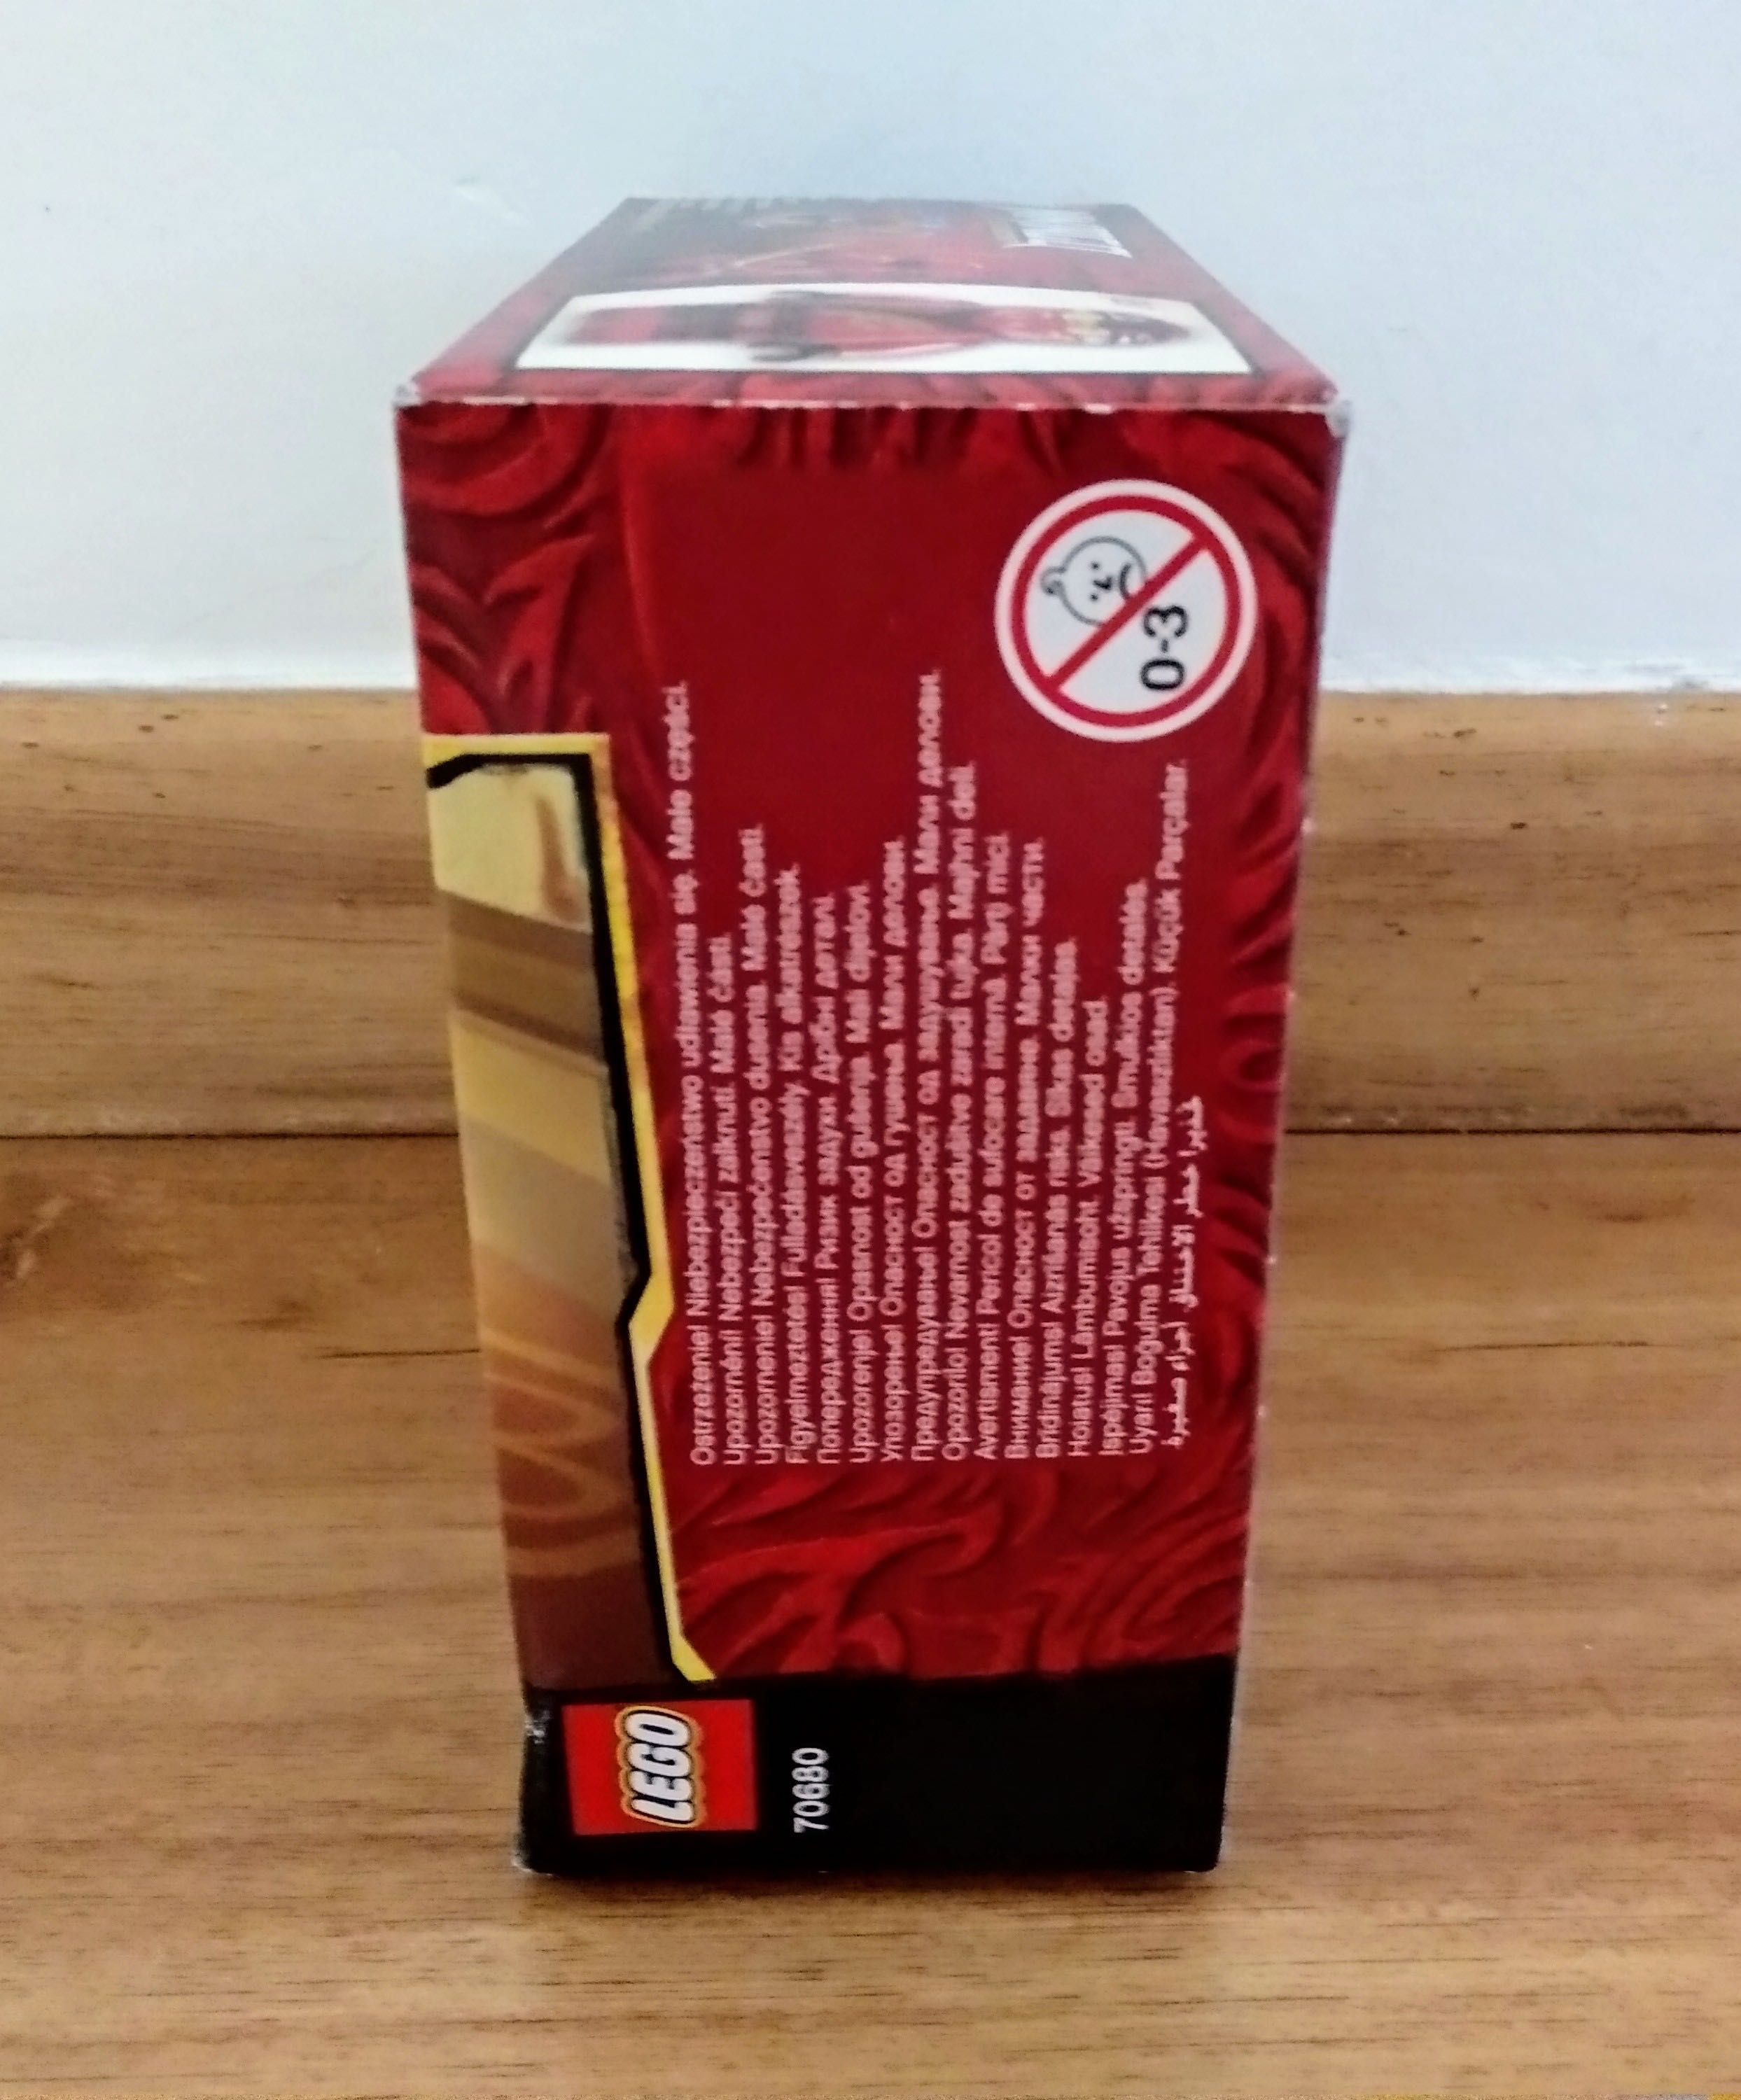 Ostrzeżenie! Niebezpieczeństwo udławienia się. Małe części.
Upozornění! Nebezpečí zalknutí. Malé části.
Upozornenie! Nebezpečenstvo dusenia. Malé časti.
Figyelmeztetés! Fulladásveszély. Kis alkatrészek.
Попередження! Ризик задухи. Дрібні деталі.
Upozorenje! Opasnost od gušenja. Mali dijelovi.
Упозорење! Опасност од гушења. Мали делови.
Предупредување! Опасност од задушување. Мали делови.
Opozorilo! Nevarnost zadušitve zaradi tujka. Majhni deli.
Avertisment! Pericol de sufocare internă. Părţi mici.
Внимание! Опасност от задавяне. Малки части.
Brīdinājums! Aizrīšanās risks. Sīkas detaļas.
Hoiatus! Lämbumisoht. Väikesed osad.
Įspėjimas! Pavojus užspringti. Smulkios detalės.
Uyarı! Boğulma Tehlikesi (Havasızlıktan). Küçük Parçalar.
تحذير! خطر الاختناق. أجزاء صغيرة
0-3
LEGO
70680